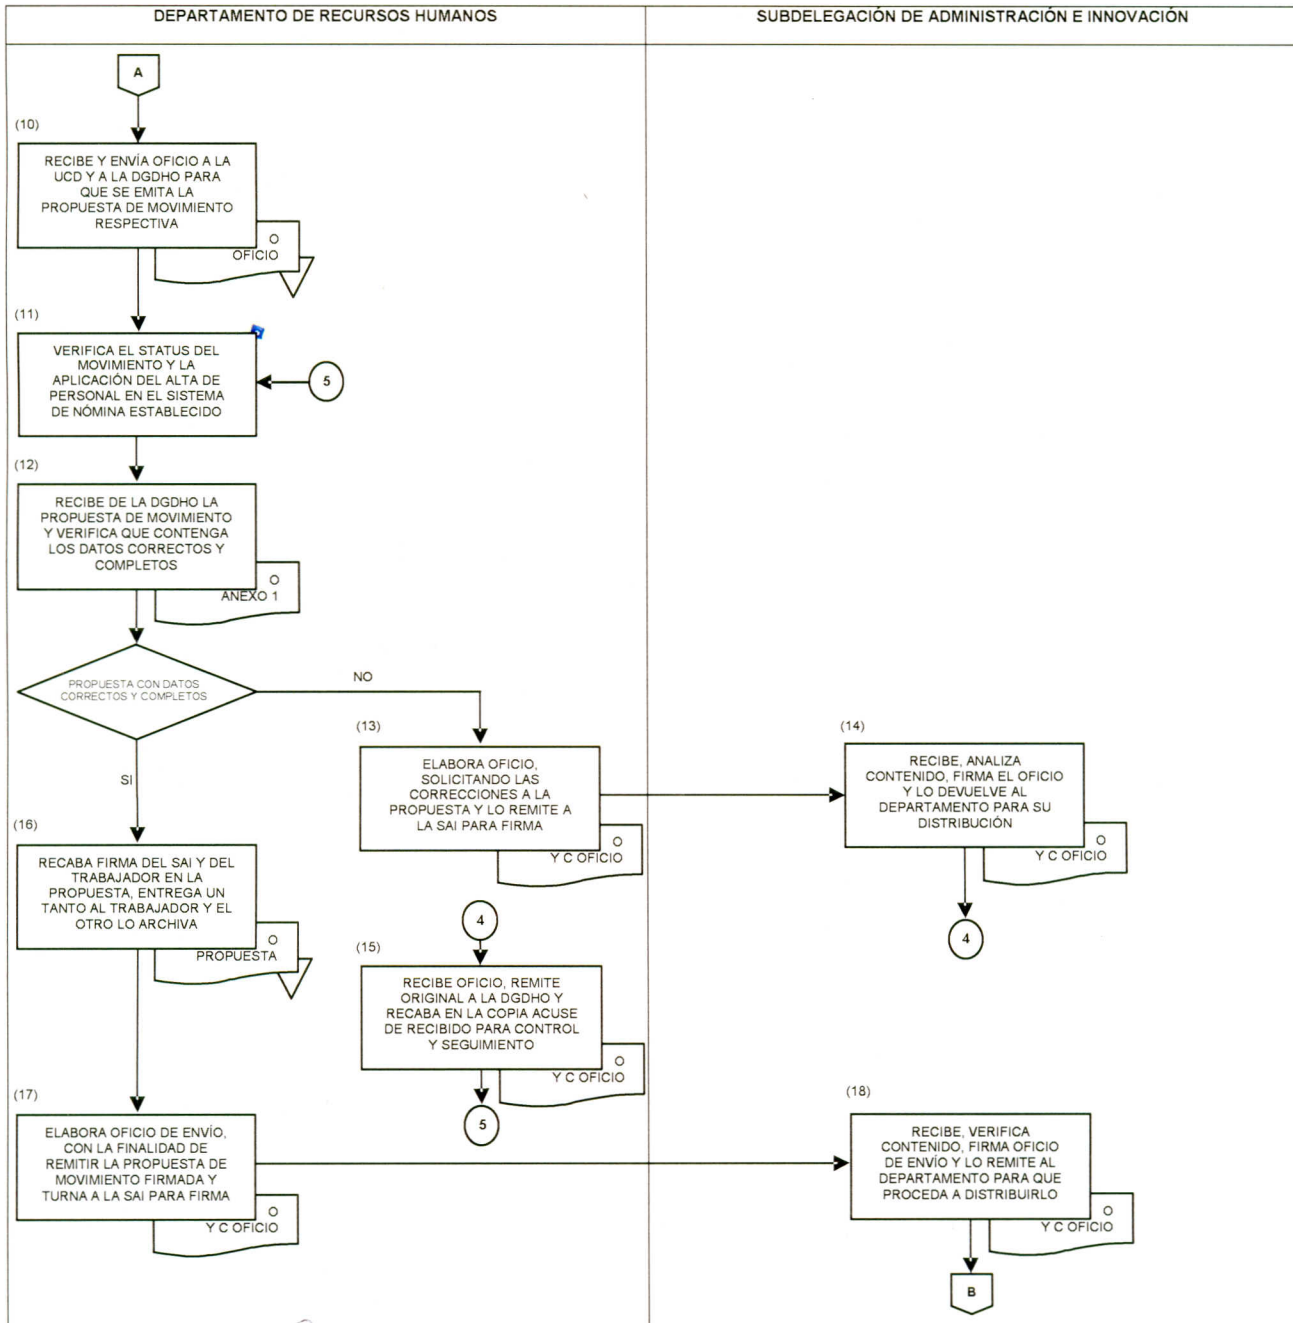 DEPARTAMENTO DE RECURSOS HUMANOS
SUBDELEGACIÓN DE ADMINISTRACIÓN E INNOVACIÓN
A
(10)
RECIBE Y ENVÍA OFICIO A LA
UCD Y A LA DGDHO PARA
QUE SE EMITA LA
PROPUESTA DE MOVIMIENTO
RESPECTIVA
O
OFICIO
(11)
VERIFICA EL STATUS DEL
MOVIMIENTO Y LA
APLICACIÓN DEL ALTA DE
PERSONAL EN EL SISTEMA
DE NÓMINA ESTABLECIDO
5
(12)
RECIBE DE LA DGDHO LA
PROPUESTA DE MOVIMIENTO
Y VERIFICA QUE CONTENGA
LOS DATOS CORRECTOS Y
COMPLETOS
O
ANEXO 1
PROPUESTA CON DATOS
CORRECTOS Y COMPLETOS
NO
SI
(13)
ELABORA OFICIO,
SOLICITANDO LAS
CORRECCIONES A LA
PROPUESTA Y LO REMITE A
LA SAI PARA FIRMA
O
Y C OFICIO
(14)
RECIBE, ANALIZA
CONTENIDO, FIRMA EL OFICIO
Y LO DEVUELVE AL
DEPARTAMENTO PARA SU
DISTRIBUCIÓN
O
Y C OFICIO
4
(16)
RECABA FIRMA DEL SAI Y DEL
TRABAJADOR EN LA
PROPUESTA, ENTREGA UN
TANTO AL TRABAJADOR Y EL
OTRO LO ARCHIVA
O
PROPUESTA
4
(15)
RECIBE OFICIO, REMITE
ORIGINAL A LA DGDHO Y
RECABA EN LA COPIA ACUSE
DE RECIBIDO PARA CONTROL
Y SEGUIMIENTO
O
Y C OFICIO
5
(17)
ELABORA OFICIO DE ENVÍO,
CON LA FINALIDAD DE
REMITIR LA PROPUESTA DE
MOVIMIENTO FIRMADA Y
TURNA A LA SAI PARA FIRMA
O
Y C OFICIO
(18)
RECIBE, VERIFICA
CONTENIDO, FIRMA OFICIO
DE ENVÍO Y LO REMITE AL
DEPARTAMENTO PARA QUE
PROCEDA A DISTRIBUIRLO
O
Y C OFICIO
B